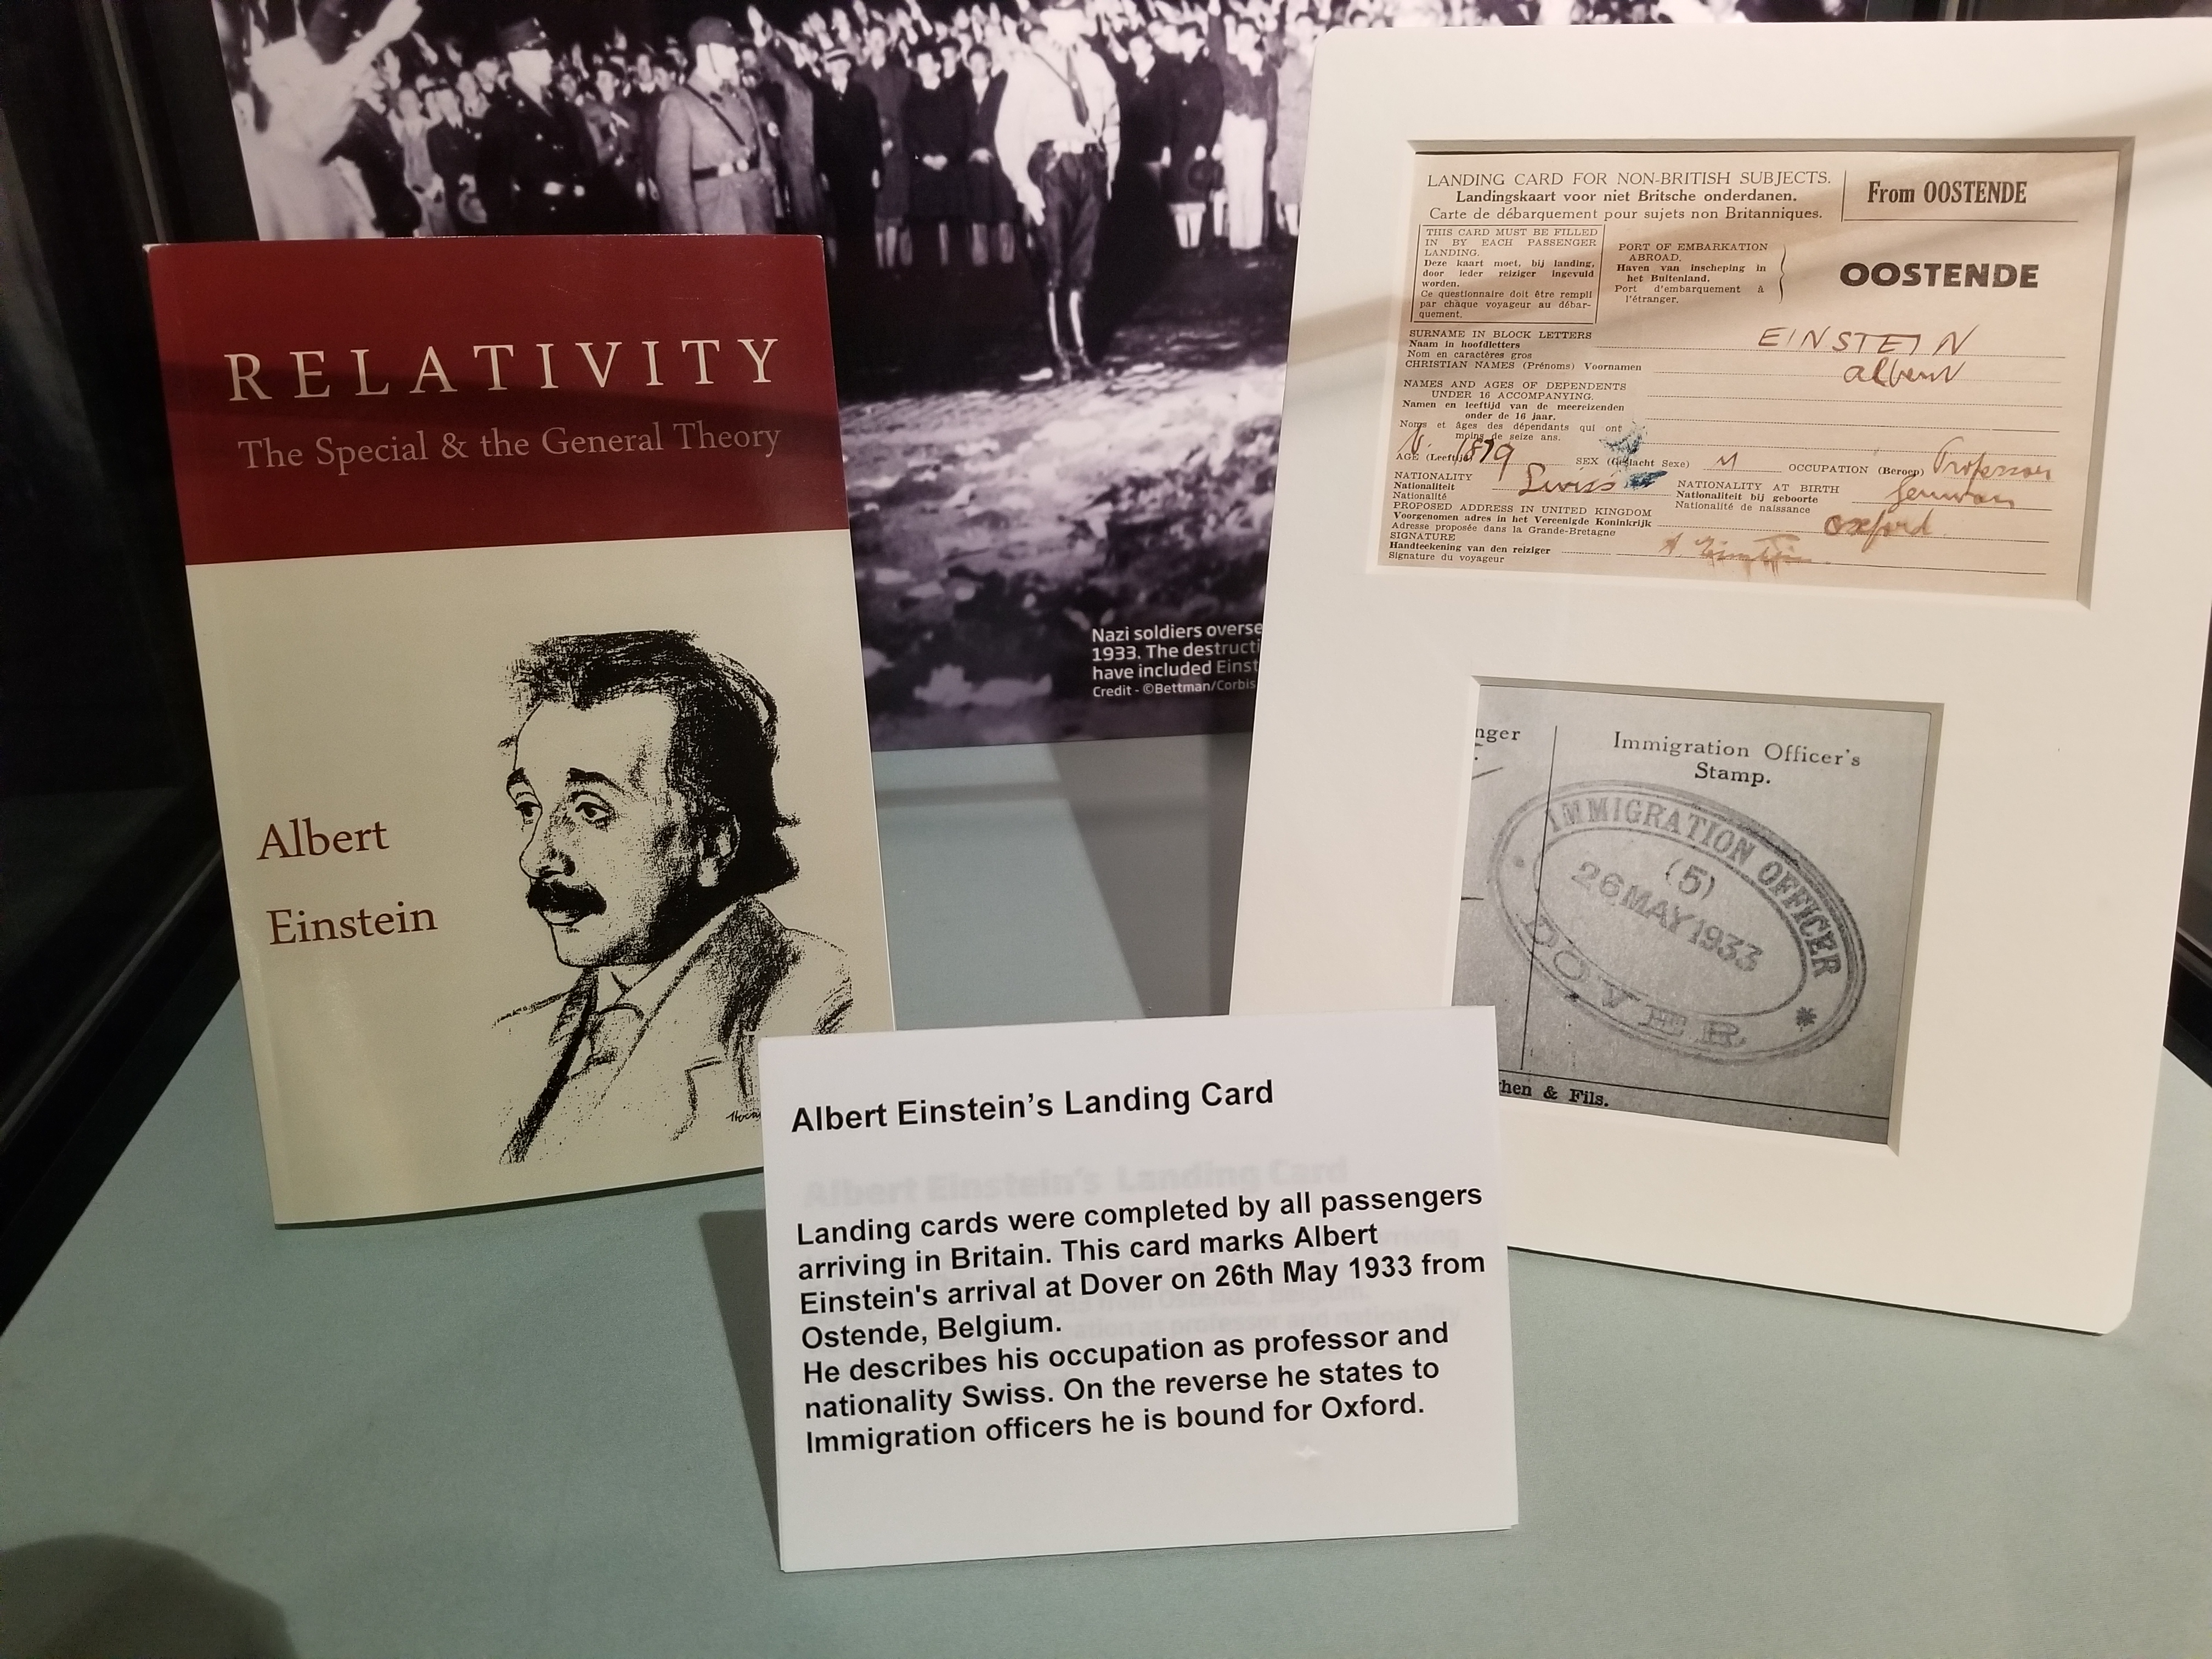 RELATIVITY
The Special & the General Theory
Albert
Einstein
Nazi soldiers overse
1933. The destructi
have included Einst
Credit - ©Bettman/Corbis
LANDING CARD FOR NON-BRITISH SUBJECTS.
Landingskaart voor niet Britsche onderdanen.
Carte de débarquement pour sujets non Britanniques.
From OOSTENDE
THIS CARD MUST BE FILLED
IN BY EACH PASSENGER
LANDING.
Deze kaart moet, bij landing,
door ieder reiziger ingevuld
worden.
Ce questionnaire doit être rempli
par chàque voyageur au débar-
quement.
PORT OF EMBARKATION
ABROAD.
Haven van inscheping in
het Buitenland.
Port d'embarquement à
l'étranger.
OOSTENDE
SURNAME IN BLOCK LETTERS
Naam in hoofdletters
Nom en caractères gros
EINSTEIN
CHRISTIAN NAMES (Prénoms) Voornamen
albert
NAMES AND AGES OF DEPENDENTS
UNDER 16 ACCOMPANYING.
Namen en leeftijd van de meereizenden
onder de 16 jaar.
Noms et âges des dépendants qui ont
moins de seize ans.
AGE (Leeftijd) 1879 SEX (Geslacht Sexe) M OCCUPATION (Beroep) Professor
NATIONALITY
Nationaliteit
Nationalité
Swiss
NATIONALITY AT BIRTH
Nationaliteit bij geboorte
Nationalité de naissance
German
PROPOSED ADDRESS IN UNITED KINGDOM
Voorgenomen adres in het Vereenigde Koninkrijk
Adresse proposée dans la Grande-Bretagne
oxford
SIGNATURE
Handteekening van den reiziger
Signature du voyageur
A. Einstein
nger
Immigration Officer's
Stamp.
IMMIGRATION OFFICER
(5)
26 MAY 1933
DOVER
hen & Fils.
Albert Einstein's Landing Card
Landing cards were completed by all passengers
arriving in Britain. This card marks Albert
Einstein's arrival at Dover on 26th May 1933 from
Ostende, Belgium.
He describes his occupation as professor and
nationality Swiss. On the reverse he states to
Immigration officers he is bound for Oxford.